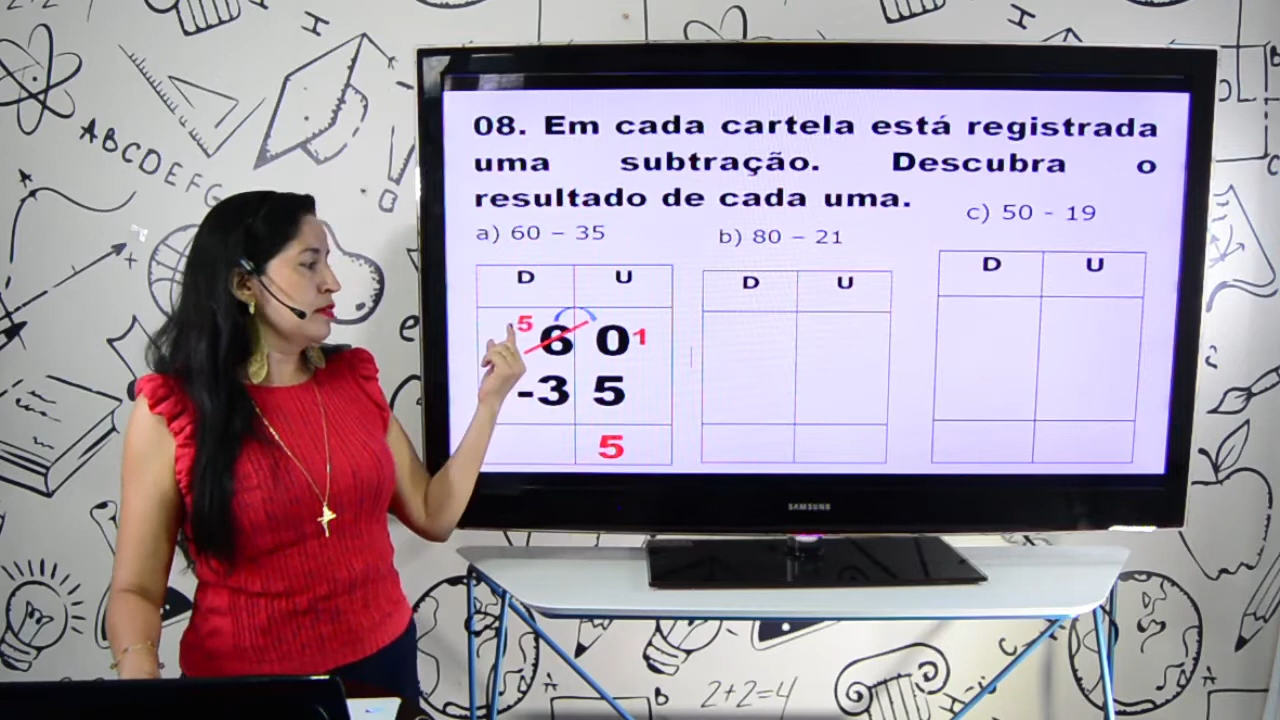 08. Em cada cartela está registrada
uma subtração. Descubra o
resultado de cada uma.
a) 60 – 35
b) 80 – 21
c) 50 - 19
D U
5 6 0 1
-3 5
5
D U
D U
SAMSUNG
ABCDEFG
H
H
e
A
B
2+2=4
C
A